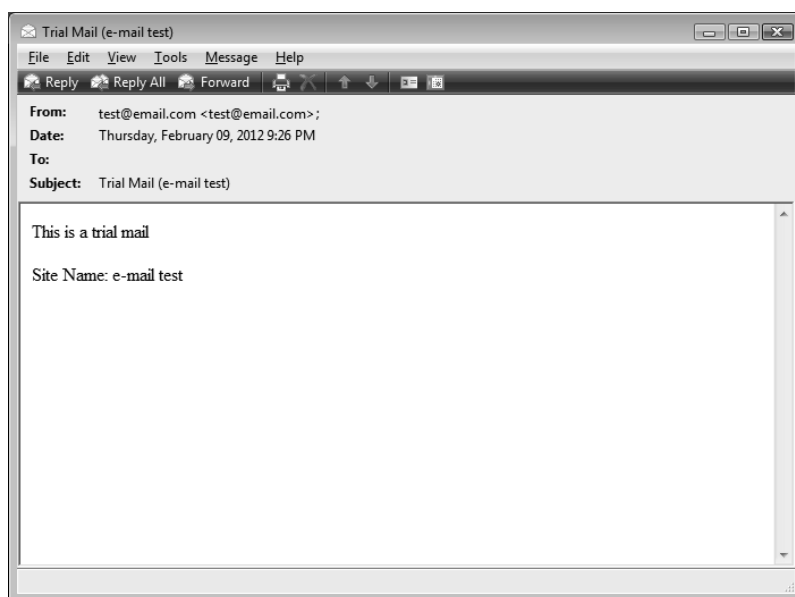 Trial Mail (e-mail test)
File Edit View Tools Message Help
Reply Reply All Forward
From: test@email.com <test@email.com>;
Date: Thursday, February 09, 2012 9:26 PM
To:
Subject: Trial Mail (e-mail test)
This is a trial mail
Site Name: e-mail test